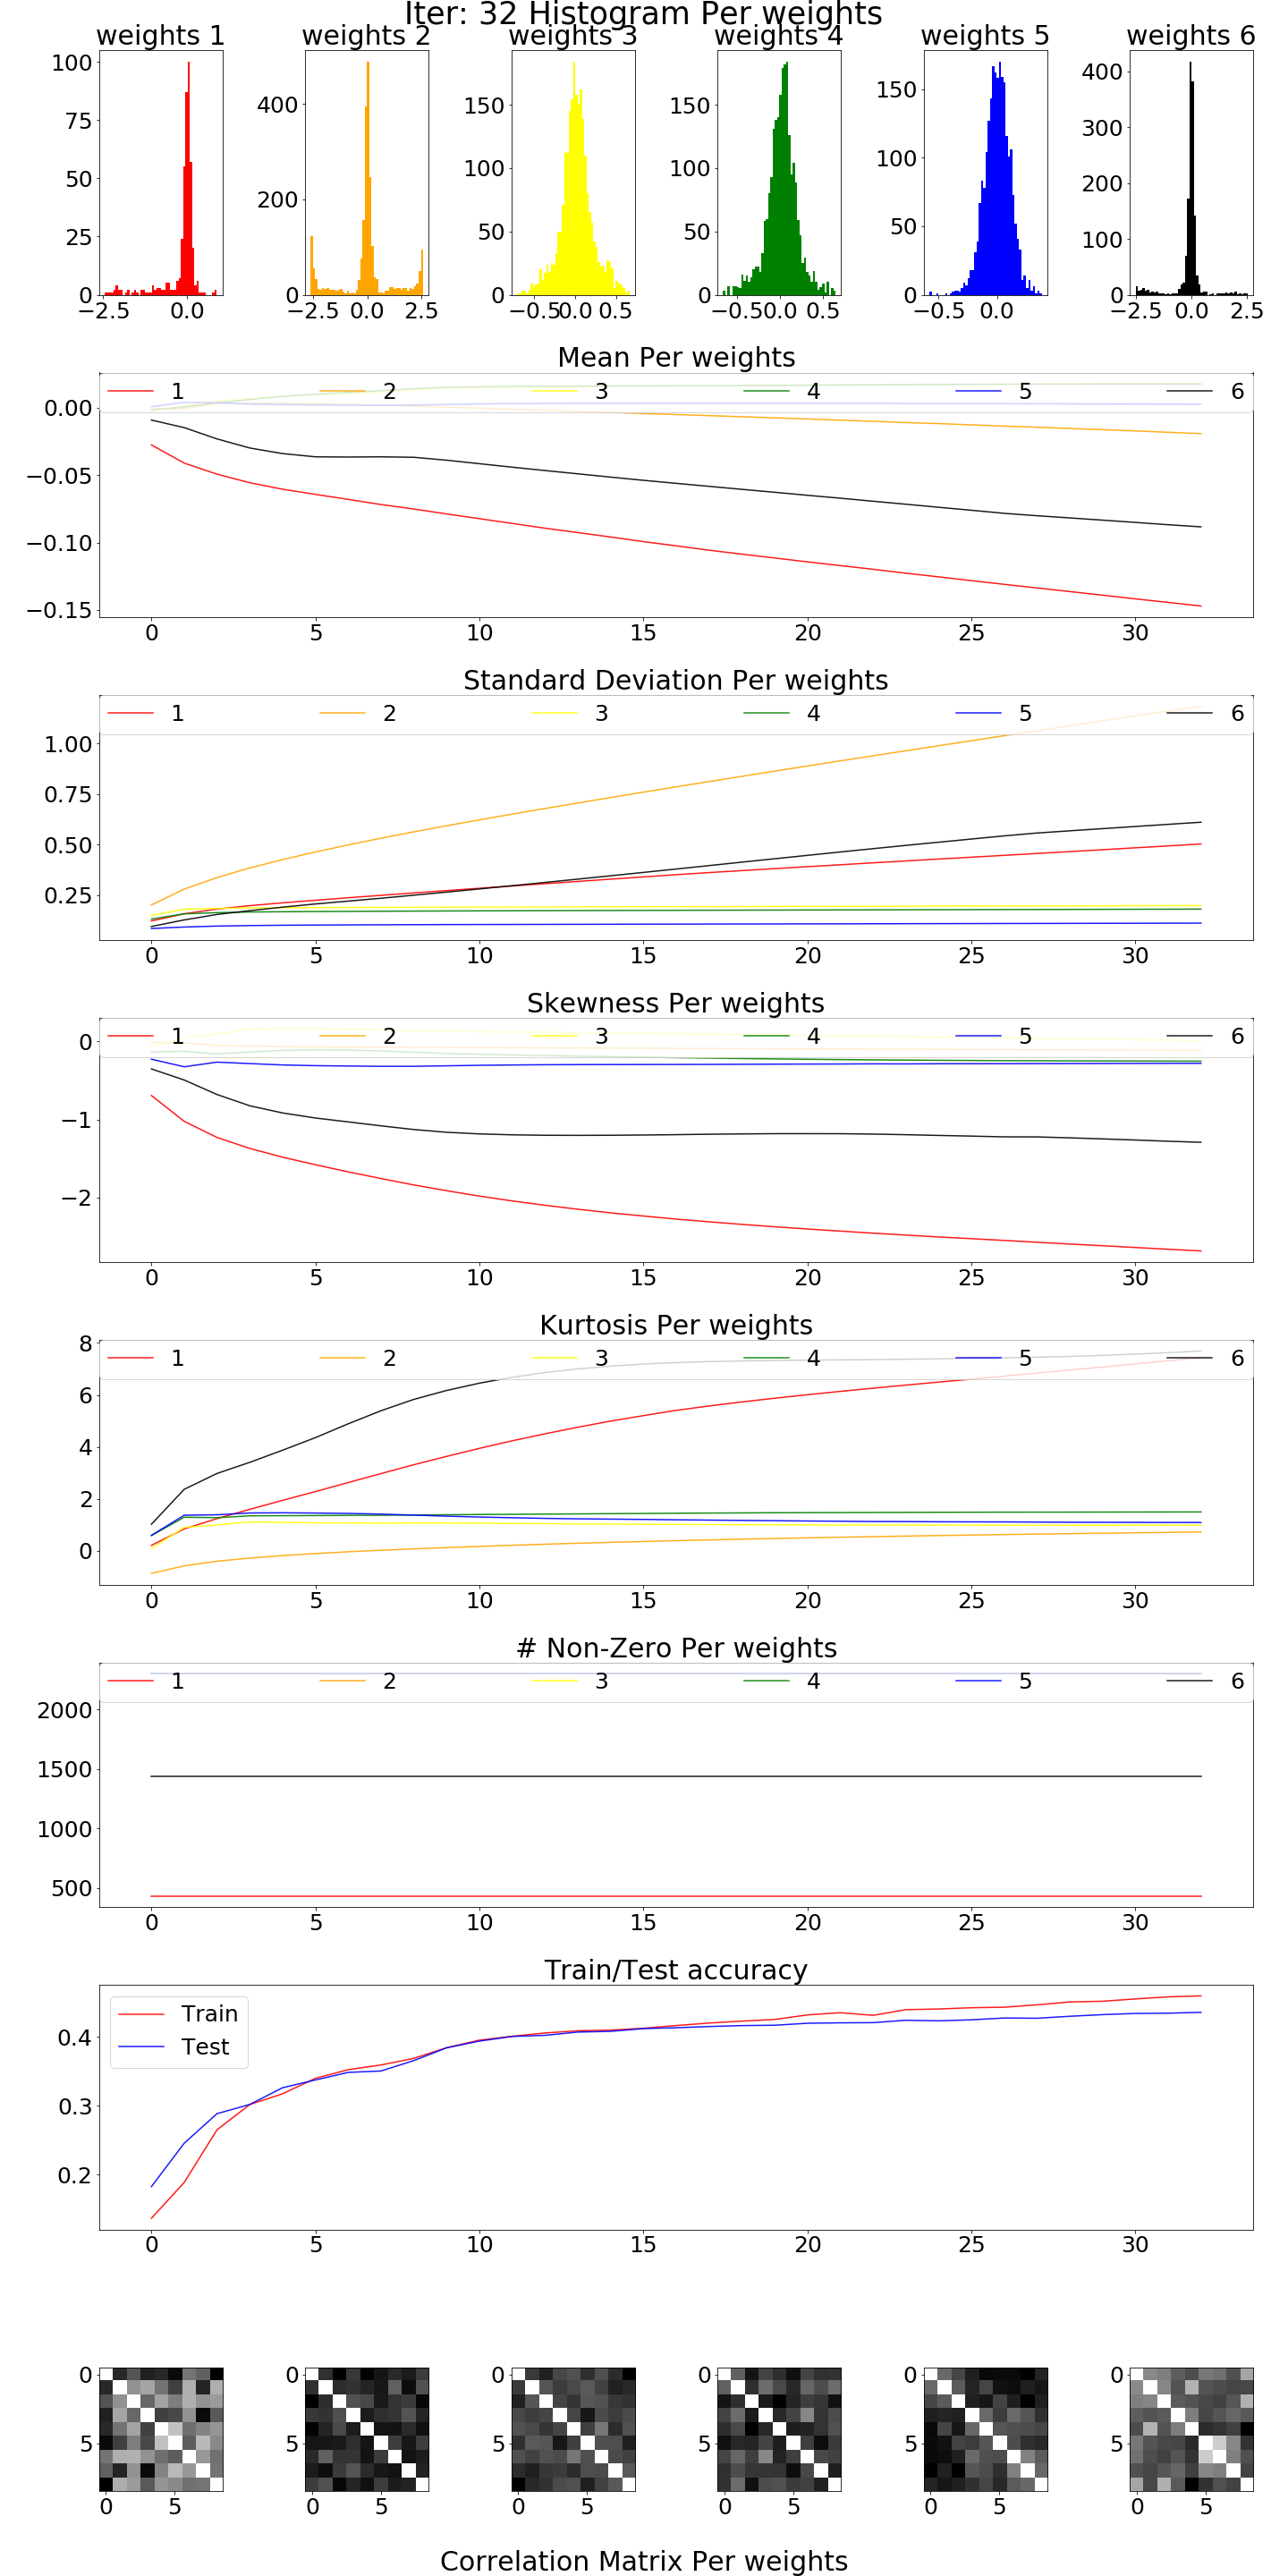 Iter: 32 Histogram Per weights
weights 1 weights 2 weights 3 weights 4 weights 5 weights 6
100
75
50
25
0
−2.5 0.0
400
200
0
−2.5 0.0 2.5
150
100
50
0
−0.5 0.0 0.5
150
100
50
0
−0.5 0.0 0.5
150
100
50
0
−0.5 0.0
400
300
200
100
0
−2.5 0.0 2.5
Mean Per weights
1 2 3 4 5 6
0.00
−0.05
−0.10
−0.15
0 5 10 15 20 25 30
Standard Deviation Per weights
1 2 3 4 5 6
1.00
0.75
0.50
0.25
0 5 10 15 20 25 30
Skewness Per weights
1 2 3 4 5 6
0
−1
−2
0 5 10 15 20 25 30
Kurtosis Per weights
1 2 3 4 5 6
8
6
4
2
0
0 5 10 15 20 25 30
# Non-Zero Per weights
1 2 3 4 5 6
2000
1500
1000
500
0 5 10 15 20 25 30
Train/Test accuracy
Train
Test
0.4
0.3
0.2
0 5 10 15 20 25 30
0 0 0 0 0 0
5 5 5 5 5 5
0 5 0 5 0 5 0 5 0 5 0 5
Correlation Matrix Per weights